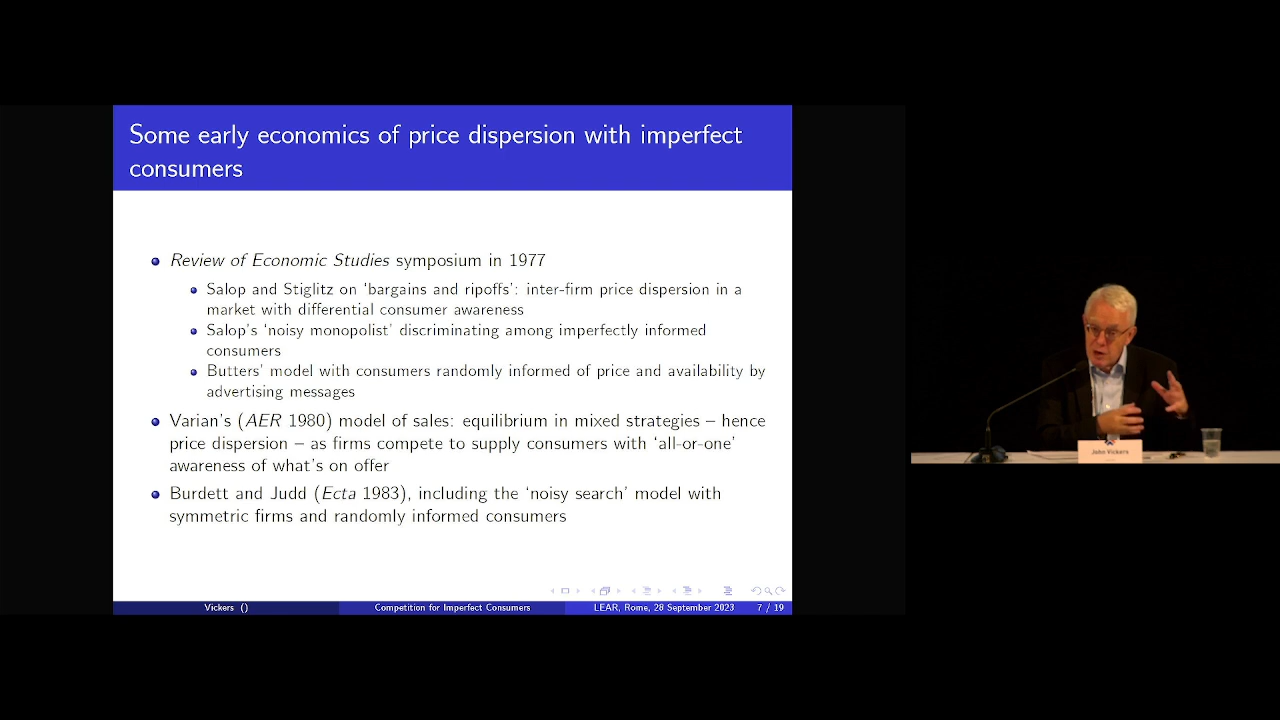 Some early economics of price dispersion with imperfect
consumers
Review of Economic Studies symposium in 1977
Salop and Stiglitz on ‘bargains and ripoffs’: inter-firm price dispersion in a
market with differential consumer awareness
Salop's ‘noisy monopolist’ discriminating among imperfectly informed
consumers
Butters’ model with consumers randomly informed of price and availability by
advertising messages
Varian's (AER 1980) model of sales: equilibrium in mixed strategies – hence
price dispersion – as firms compete to supply consumers with ‘all-or-one’
awareness of what's on offer
Burdett and Judd (Ecta 1983), including the ‘noisy search’ model with
symmetric firms and randomly informed consumers
Vickers () Competition for Imperfect Consumers LEAR, Rome, 28 September 2023 7 / 19
John Vickers